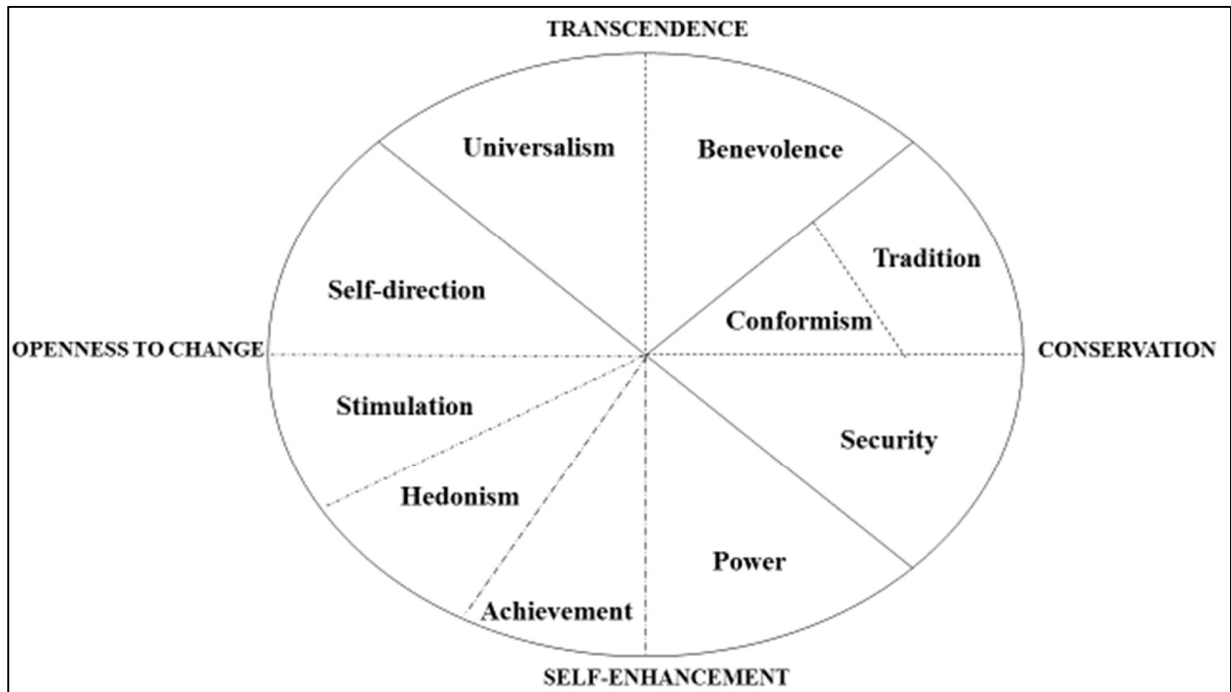 TRANSCENDENCE
Universalism
Benevolence
Tradition
Self-direction
Conformism
OPENNESS TO CHANGE
CONSERVATION
Stimulation
Security
Hedonism
Power
Achievement
SELF-ENHANCEMENT